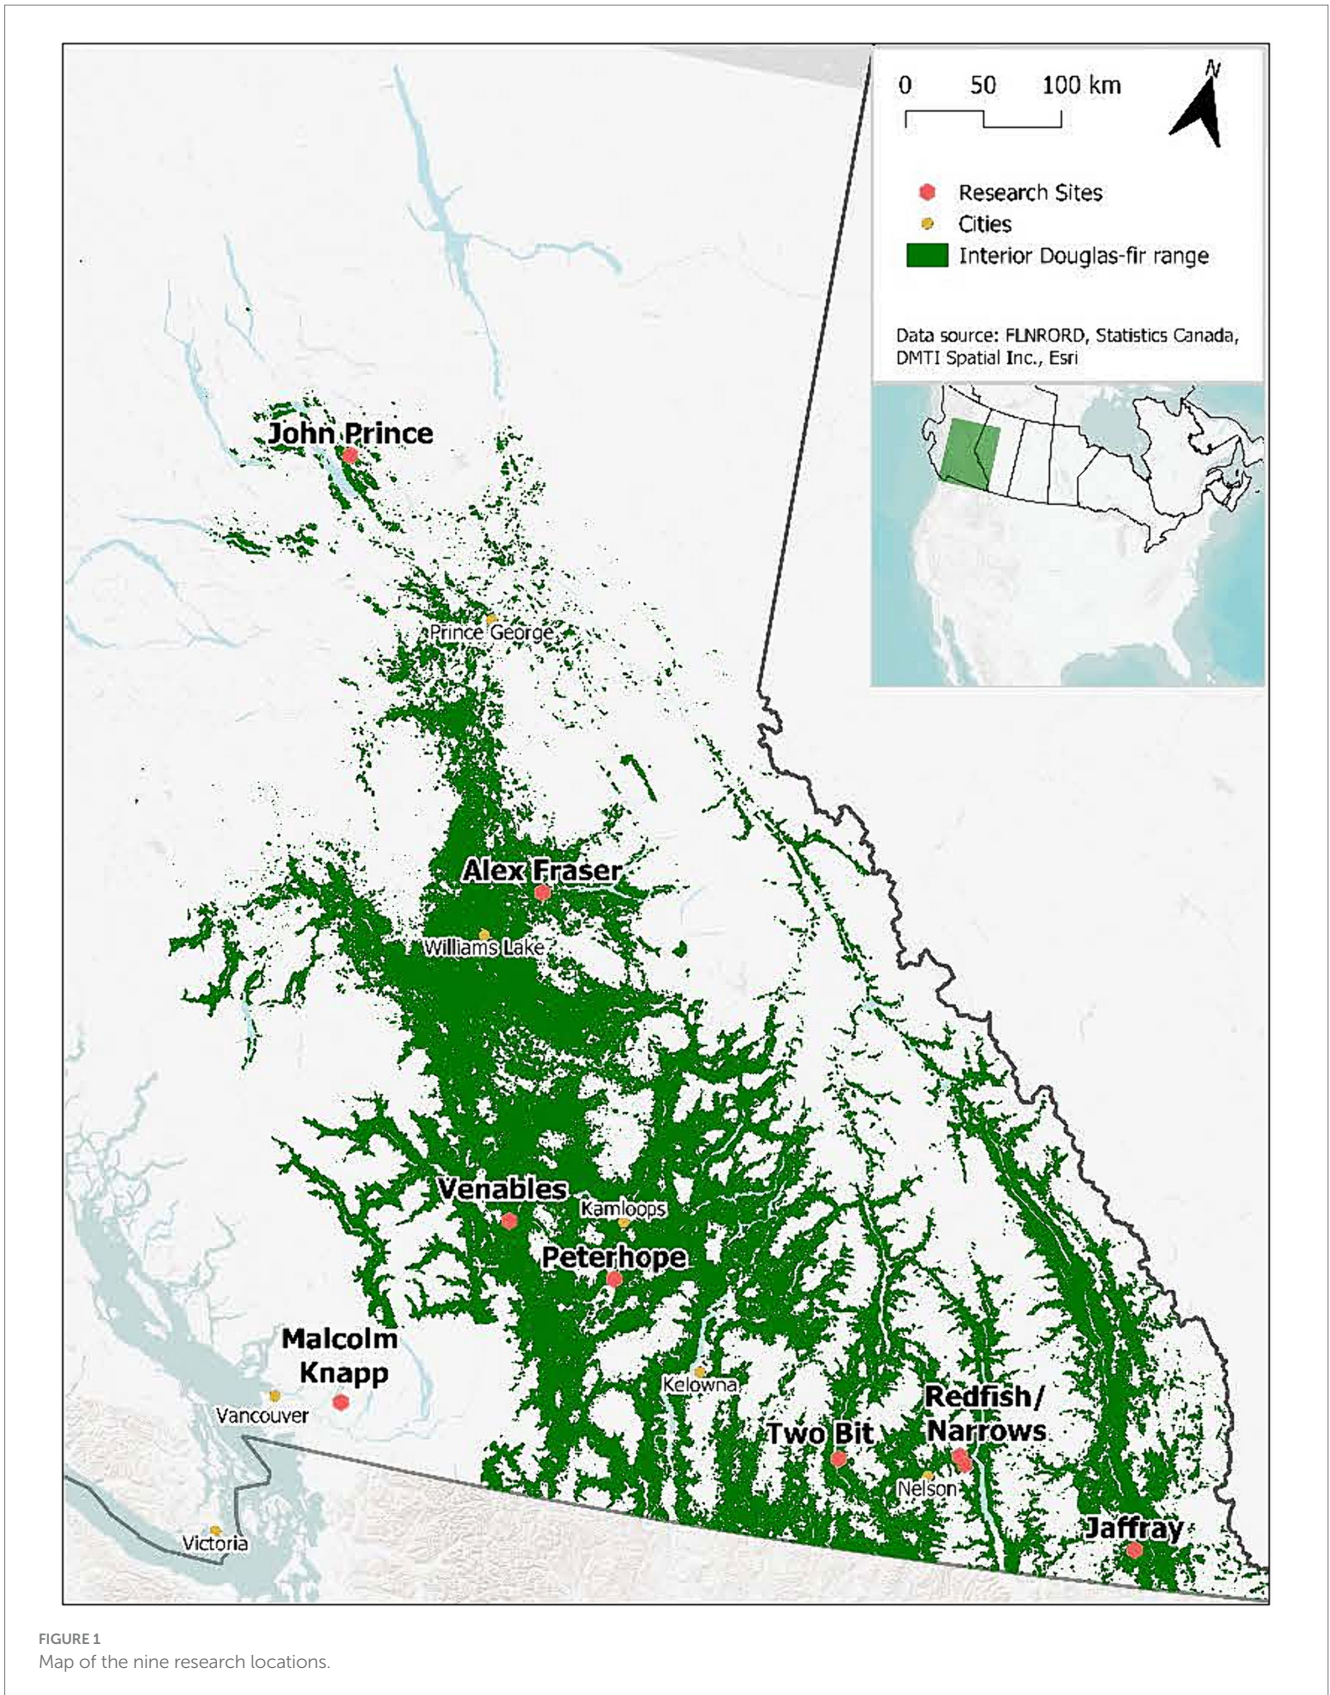 0 50 100 km
N
Research Sites
Cities
Interior Douglas-fir range
Data source: FLNRORD, Statistics Canada,
DMTI Spatial Inc., Esri
John Prince
Prince George
Alex Fraser
Williams Lake
Venables
Kamloops
Peterhope
Malcolm
Knapp
Vancouver
Kelowna
Redfish/
Narrows
Two Bit
Nelson
Jaffray
Victoria
FIGURE 1
Map of the nine research locations.